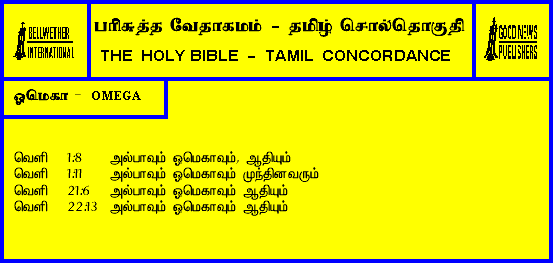 BELLWETHER
INTERNATIONAL
பரிசுத்த வேதாகமம் - தமிழ் சொல்தொகுதி
THE HOLY BIBLE - TAMIL CONCORDANCE
GOOD NEWS
PUBLISHERS
ஓமெகா - OMEGA
வெளி 1:8 அல்பாவும் ஓமெகாவும், ஆதியும்
வெளி 1:11 அல்பாவும் ஓமெகாவும் முந்தினவரும்
வெளி 21:6 அல்பாவும் ஓமெகாவும் ஆதியும்
வெளி 22:13 அல்பாவும் ஓமெகாவும் ஆதியும்